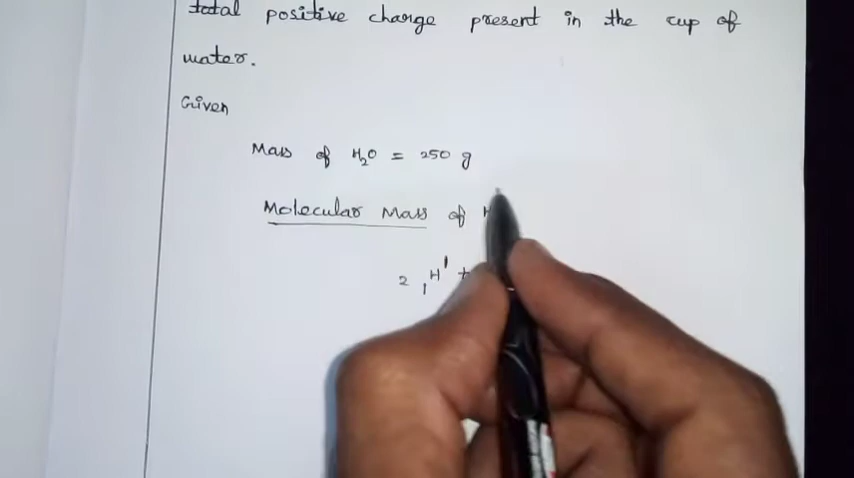 total positive charge present in the cup of
water.
Given
Mass of H₂O = 250 g
Molecular Mass of H
2 ₁H¹ +